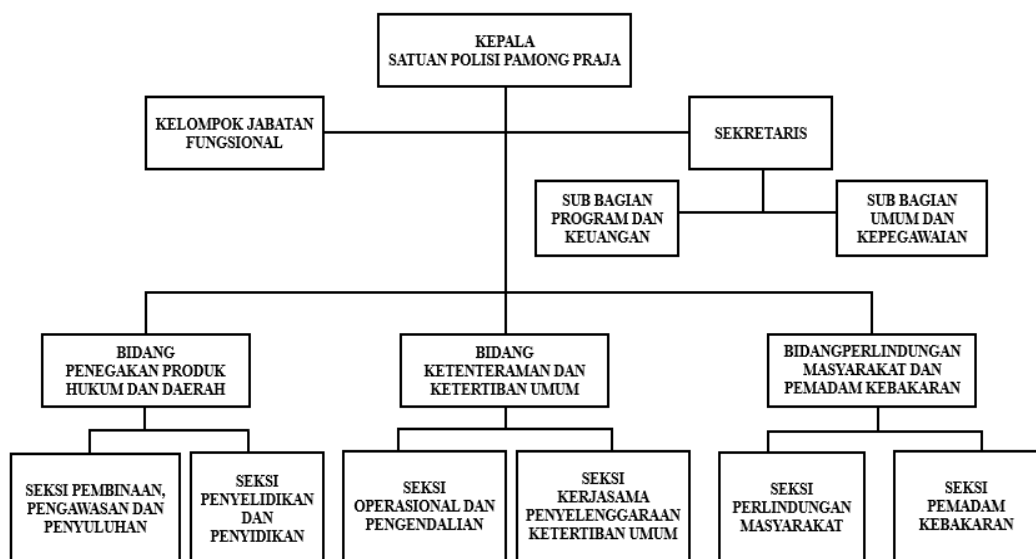 KEPALA
SATUAN POLISI PAMONG PRAJA
KELOMPOK JABATAN
FUNGSIONAL
SEKRETARIS
SUB BAGIAN
PROGRAM DAN
KEUANGAN
SUB BAGIAN
UMUM DAN
KEPEGAWAIAN
BIDANG
PENEGAKAN PRODUK
HUKUM DAN DAERAH
BIDANG
KETENTERAMAN DAN
KETERTIBAN UMUM
BIDANGPERLINDUNGAN
MASYARAKAT DAN
PEMADAM KEBAKARAN
SEKSI PEMBINAAN,
PENGAWASAN DAN
PENYULUHAN
SEKSI
PENYELIDIKAN
DAN
PENYIDIKAN
SEKSI
OPERASIONAL DAN
PENGENDALIAN
SEKSI
KERJASAMA
PENYELENGGARAAN
KETERTIBAN UMUM
SEKSI
PERLINDUNGAN
MASYARAKAT
SEKSI
PEMADAM
KEBAKARAN